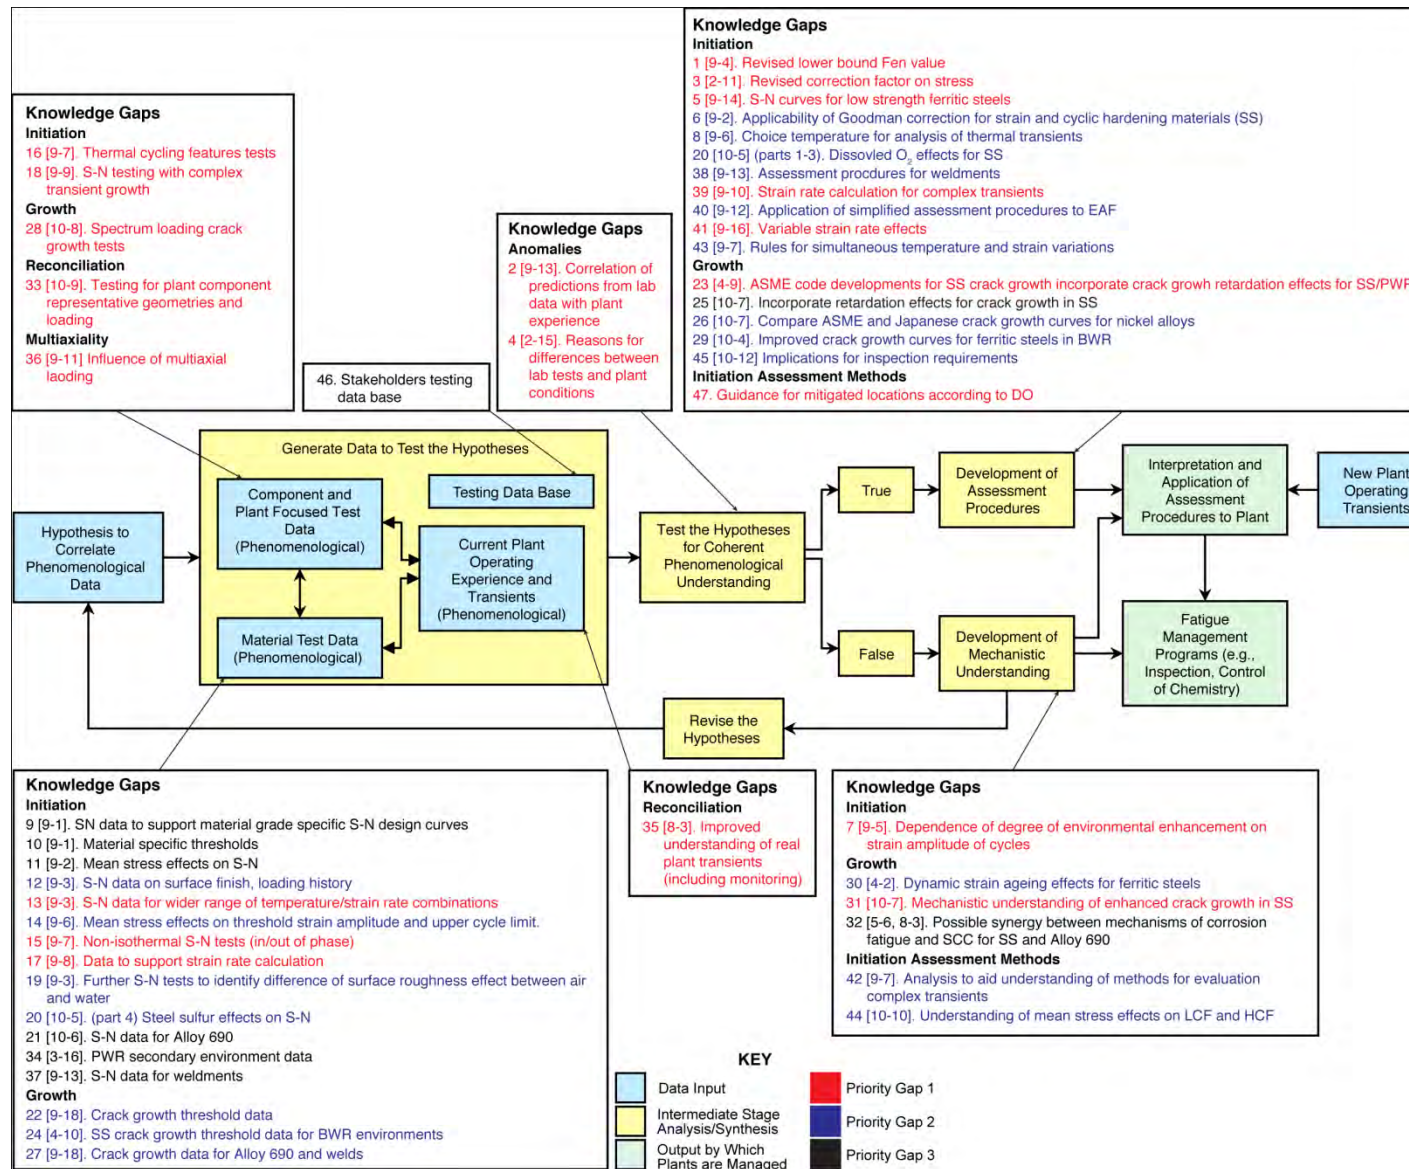 Knowledge Gaps
Initiation
16 [9-7]. Thermal cycling features tests
18 [9-9]. S-N testing with complex
transient growth
Growth
28 [10-8]. Spectrum loading crack
growth tests
Reconciliation
33 [10-9]. Testing for plant component
representative geometries and
loading
Multiaxiality
36 [9-11] Influence of multiaxial
laoding
46. Stakeholders testing
data base
Knowledge Gaps
Anomalies
2 [9-13]. Correlation of
predictions from lab
data with plant
experience
4 [2-15]. Reasons for
differences between
lab tests and plant
conditions
Knowledge Gaps
Initiation
1 [9-4]. Revised lower bound Fen value
3 [2-11]. Revised correction factor on stress
5 [9-14]. S-N curves for low strength ferritic steels
6 [9-2]. Applicability of Goodman correction for strain and cyclic hardening materials (SS)
8 [9-6]. Choice temperature for analysis of thermal transients
20 [10-5] (parts 1-3). Dissovled O₂ effects for SS
38 [9-13]. Assessment procdures for weldments
39 [9-10]. Strain rate calculation for complex transients
40 [9-12]. Application of simplified assessment procedures to EAF
41 [9-16]. Variable strain rate effects
43 [9-7]. Rules for simultaneous temperature and strain variations
Growth
23 [4-9]. ASME code developments for SS crack growth incorporate crack growh retardation effects for SS/PWR
25 [10-7]. Incorporate retardation effects for crack growth in SS
26 [10-7]. Compare ASME and Japanese crack growth curves for nickel alloys
29 [10-4]. Improved crack growth curves for ferritic steels in BWR
45 [10-12] Implications for inspection requirements
Initiation Assessment Methods
47. Guidance for mitigated locations according to DO
Hypothesis to
Correlate
Phenomenological
Data
Generate Data to Test the Hypotheses
Component and
Plant Focused Test
Data
(Phenomenological)
Testing Data Base
Current Plant
Operating
Experience and
Transients
(Phenomenological)
Material Test Data
(Phenomenological)
Test the Hypotheses
for Coherent
Phenomenological
Understanding
True
False
Development of
Assessment
Procedures
Development of
Mechanistic
Understanding
Interpretation and
Application of
Assessment
Procedures to Plant
New Plant
Operating
Transients
Fatigue
Management
Programs (e.g.,
Inspection, Control
of Chemistry)
Revise the
Hypotheses
Knowledge Gaps
Initiation
9 [9-1]. SN data to support material grade specific S-N design curves
10 [9-1]. Material specific thresholds
11 [9-2]. Mean stress effects on S-N
12 [9-3]. S-N data on surface finish, loading history
13 [9-3]. S-N data for wider range of temperature/strain rate combinations
14 [9-6]. Mean stress effects on threshold strain amplitude and upper cycle limit.
15 [9-7]. Non-isothermal S-N tests (in/out of phase)
17 [9-8]. Data to support strain rate calculation
19 [9-3]. Further S-N tests to identify difference of surface roughness effect between air
and water
20 [10-5]. (part 4) Steel sulfur effects on S-N
21 [10-6]. S-N data for Alloy 690
34 [3-16]. PWR secondary environment data
37 [9-13]. S-N data for weldments
Growth
22 [9-18]. Crack growth threshold data
24 [4-10]. SS crack growth threshold data for BWR environments
27 [9-18]. Crack growth data for Alloy 690 and welds
Knowledge Gaps
Reconciliation
35 [8-3]. Improved
understanding of real
plant transients
(including monitoring)
Knowledge Gaps
Initiation
7 [9-5]. Dependence of degree of environmental enhancement on
strain amplitude of cycles
Growth
30 [4-2]. Dynamic strain ageing effects for ferritic steels
31 [10-7]. Mechanistic understanding of enhanced crack growth in SS
32 [5-6, 8-3]. Possible synergy between mechanisms of corrosion
fatigue and SCC for SS and Alloy 690
Initiation Assessment Methods
42 [9-7]. Analysis to aid understanding of methods for evaluation
complex transients
44 [10-10]. Understanding of mean stress effects on LCF and HCF
KEY
Data Input
Intermediate Stage
Analysis/Synthesis
Output by Which
Plants are Managed
Priority Gap 1
Priority Gap 2
Priority Gap 3